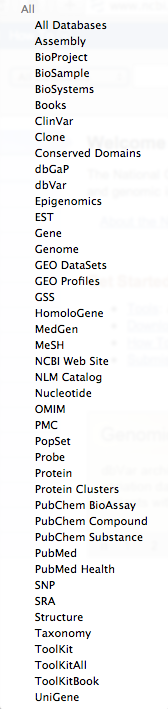 All
All Databases
Assembly
BioProject
BioSample
BioSystems
Books
ClinVar
Clone
Conserved Domains
dbGaP
dbVar
Epigenomics
EST
Gene
Genome
GEO DataSets
GEO Profiles
GSS
HomoloGene
MedGen
MeSH
NCBI Web Site
NLM Catalog
Nucleotide
OMIM
PMC
PopSet
Probe
Protein
Protein Clusters
PubChem BioAssay
PubChem Compound
PubChem Substance
PubMed
PubMed Health
SNP
SRA
Structure
Taxonomy
ToolKit
ToolKitAll
ToolKitBook
UniGene